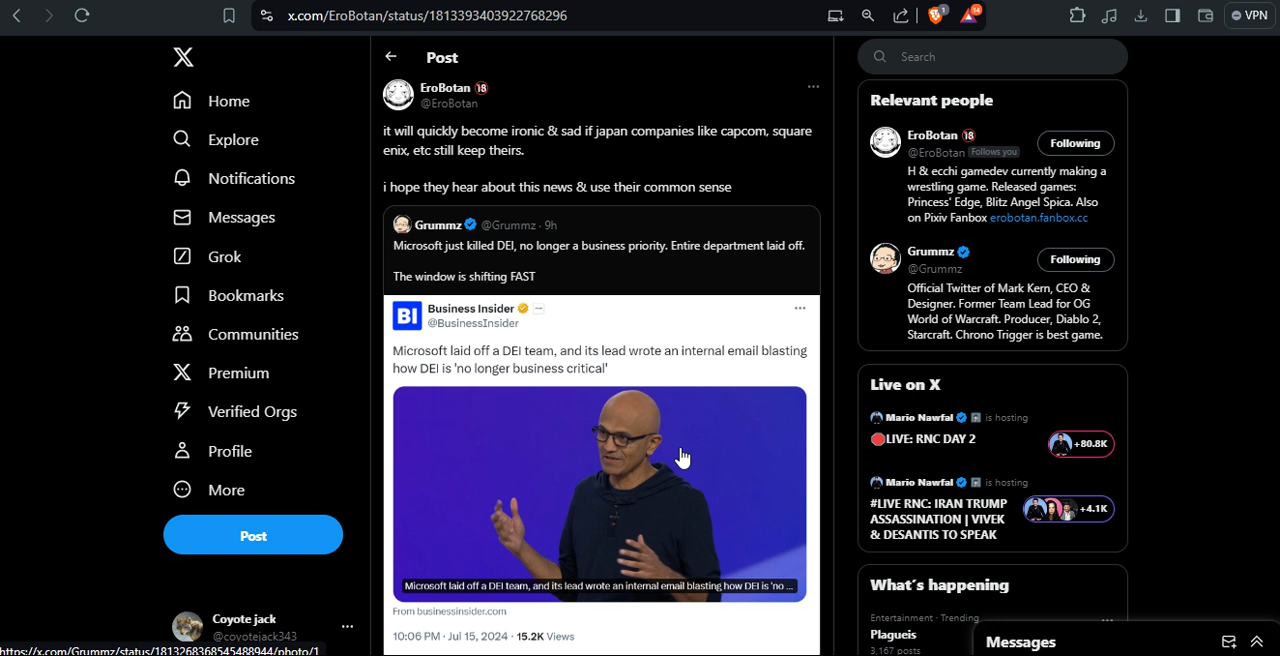 x.com/EroBotan/status/1813393403922768296
1
14
VPN
Home
Explore
Notifications
Messages
Grok
Bookmarks
Communities
Premium
Verified Orgs
Profile
More
Post
Coyote jack
@coyotejack343
https://x.com/Grummz/status/1813268368545488944/photo/1
Post
EroBotan 🔞
@EroBotan
it will quickly become ironic & sad if japan companies like capcom, square
enix, etc still keep theirs.
i hope they hear about this news & use their common sense
Grummz @Grummz · 9h
Microsoft just killed DEI, no longer a business priority. Entire department laid off.
The window is shifting FAST
BI
Business Insider
@BusinessInsider
Microsoft laid off a DEI team, and its lead wrote an internal email blasting
how DEI is 'no longer business critical'
Microsoft laid off a DEI team, and its lead wrote an internal email blasting how DEI is 'no ...
From businessinsider.com
10:06 PM · Jul 15, 2024 · 15.2K Views
Search
Relevant people
EroBotan 🔞
@EroBotan Follows you
Following
H & ecchi gamedev currently making a
wrestling game. Released games:
Princess' Edge, Blitz Angel Spica. Also
on Pixiv Fanbox erobotan.fanbox.cc
Grummz
@Grummz
Following
Official Twitter of Mark Kern, CEO &
Designer. Former Team Lead for OG
World of Warcraft. Producer, Diablo 2,
Starcraft. Chrono Trigger is best game.
Live on X
Mario Nawfal is hosting
🔴LIVE: RNC DAY 2
+80.8K
Mario Nawfal is hosting
#LIVE RNC: IRAN TRUMP
ASSASSINATION | VIVEK
& DESANTIS TO SPEAK
+4.1K
What's happening
Entertainment · Trending
Plagueis
3,167 posts
Messages